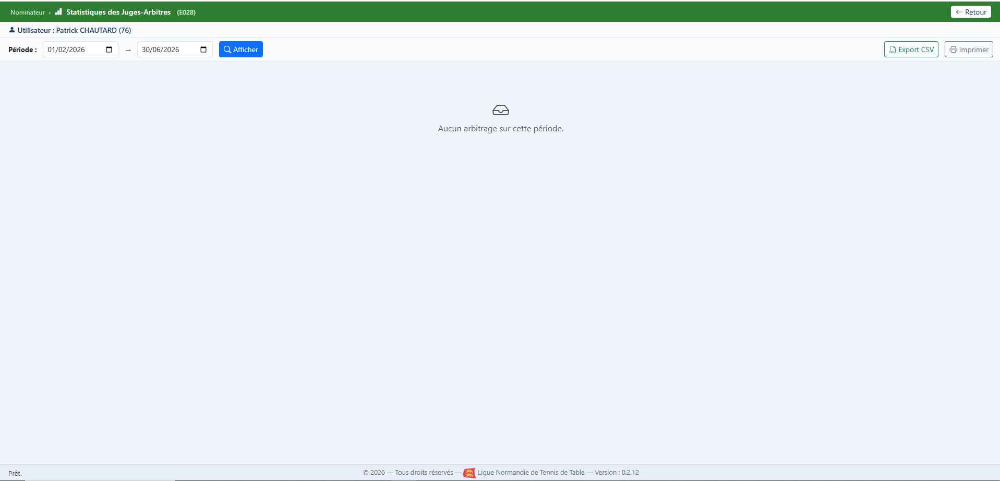 Nominateur › Statistiques des Juges-Arbitres (E028)
← Retour
Utilisateur : Patrick CHAUTARD (76)
Période : 01/02/2026 → 30/06/2026 Afficher
Export CSV Imprimer
Aucun arbitrage sur cette période.
Prêt.
© 2026 — Tous droits réservés — Ligue Normandie de Tennis de Table — Version : 0.2.12